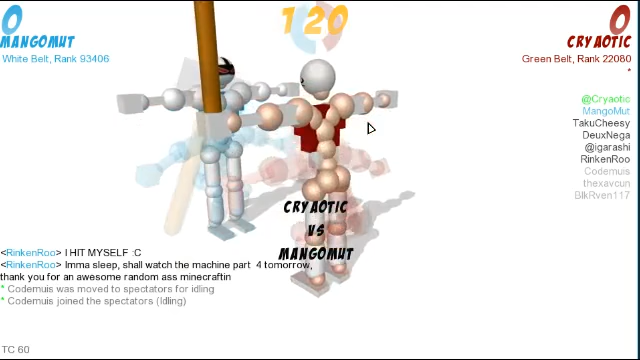 0
120
0
MANGOMUT
CRYAOTIC
White Belt, Rank 93406
Green Belt, Rank 22080
*
@Cryaotic
MangoMut
TakuCheesy
DeuxNega
@igarashi
RinkenRoo
Codemuis
thexavcun
BlkRven117
CRYAOTIC
VS
MANGOMUT
<RinkenRoo> I HIT MYSELF :C
<RinkenRoo> Imma sleep, shall watch the machine part 4 tomorrow,
thank you for an awesome random ass minecraftin
* Codemuis was moved to spectators for idling
* Codemuis joined the spectators (Idling)
TC 60